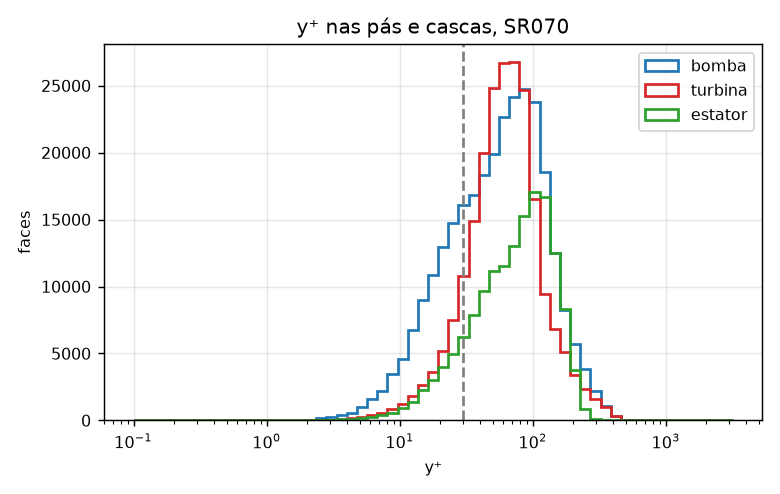 y⁺ nas pás e cascas, SR070
bomba
turbina
estator
faces
25000
20000
15000
10000
5000
0
10⁻¹ 10⁰ 10¹ 10² 10³
y⁺